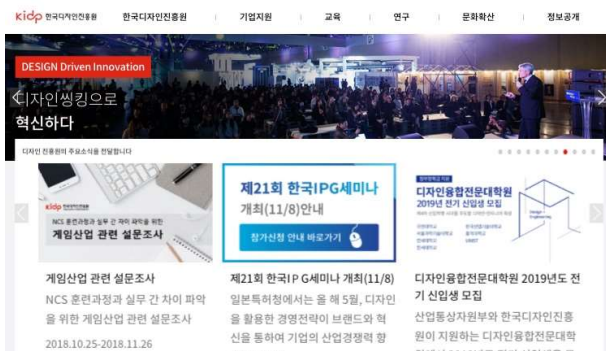 kidp 한국디자인진흥원
한국디자인진흥원 기업지원 교육 연구 문화확산 정보공개
DESIGN Driven Innovation
디자인씽킹으로
혁신하다
디자인 진흥원의 주요소식을 전달합니다
kidp
NCS 훈련과정과 실무 간 차이 파악을 위한
게임산업 관련 설문조사
제21회 한국IPG세미나
개최(11/8)안내
참가신청 안내 바로가기
디자인융합전문대학원
2019년 전기 신입생 모집
게임산업 관련 설문조사
NCS 훈련과정과 실무 간 차이 파악
을 위한 게임산업 관련 설문조사
2018.10.25-2018.11.26
제21회 한국IPG세미나 개최(11/8)
일본특허청에서는 올 해 5월, 디자인
을 활용한 경영전략이 브랜드와 혁
신을 통하여 기업의 산업경쟁력 향
디자인융합전문대학원 2019년도 전
기 신입생 모집
산업통상자원부와 한국디자인진흥
원이 지원하는 디자인융합전문대학